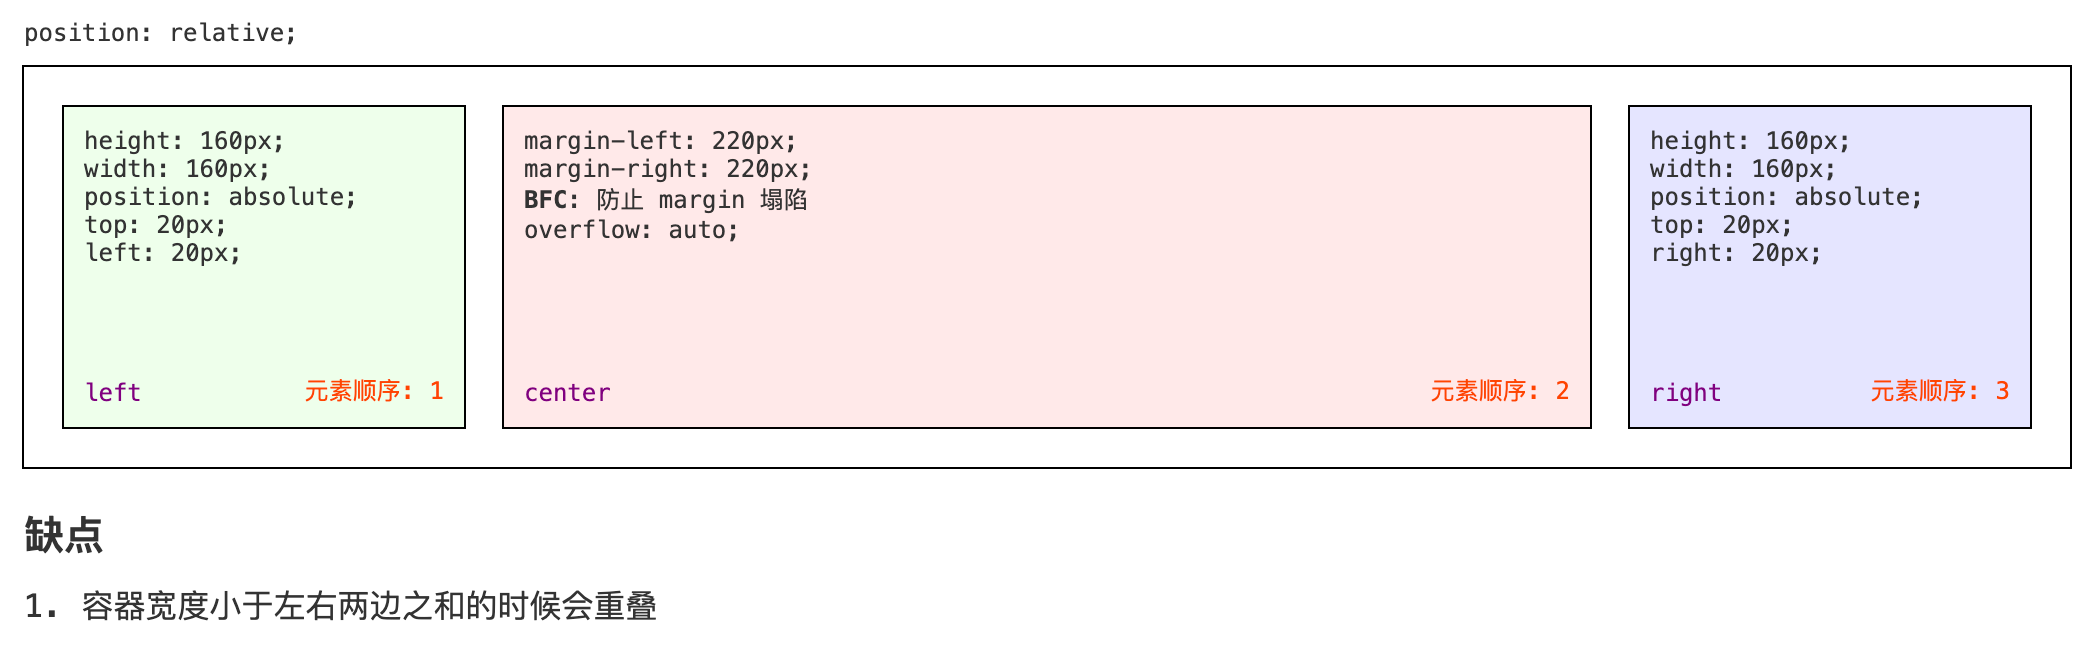 position: relative;
height: 160px;
width: 160px;
position: absolute;
top: 20px;
left: 20px;
left
元素顺序: 1
margin-left: 220px;
margin-right: 220px;
BFC: 防止 margin 塌陷
overflow: auto;
center
元素顺序: 2
height: 160px;
width: 160px;
position: absolute;
top: 20px;
right: 20px;
right
元素顺序: 3
缺点
1. 容器宽度小于左右两边之和的时候会重叠